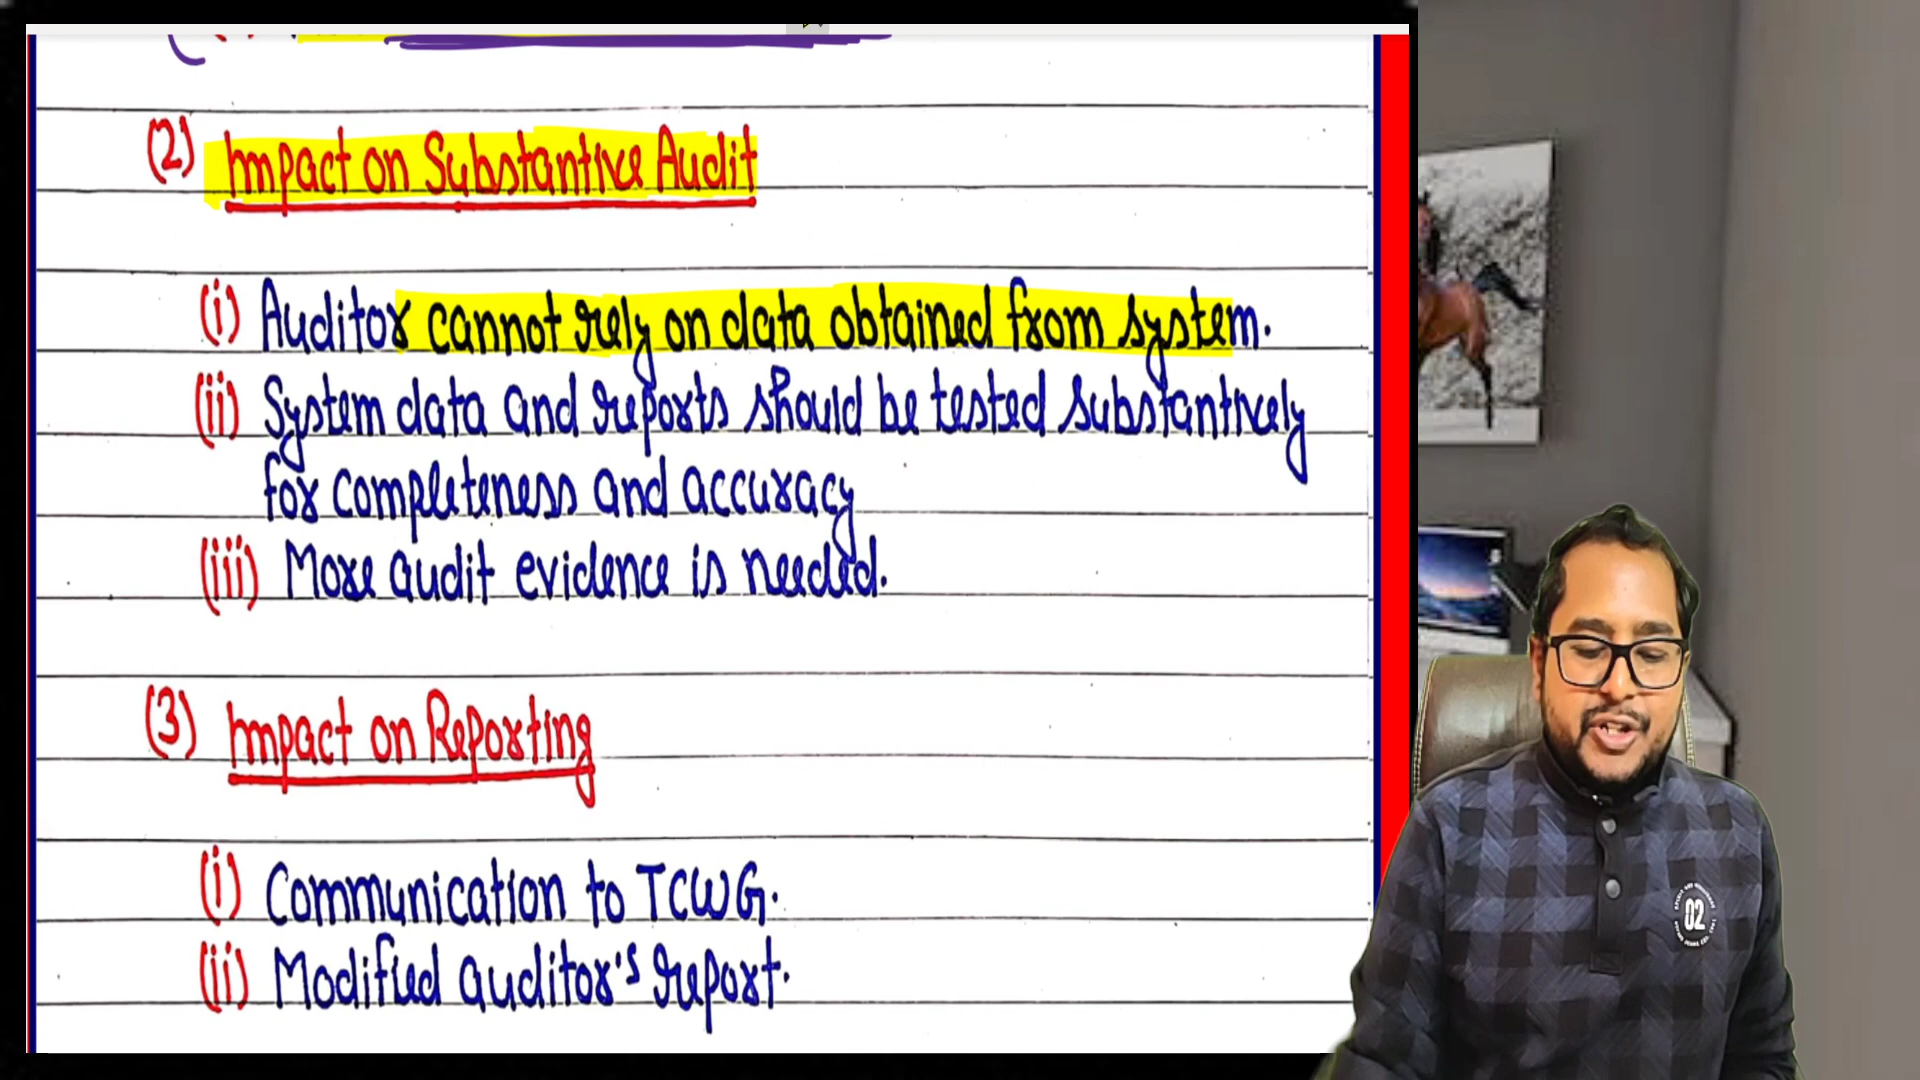 (2) Impact on Substantive Audit
(i) Auditor cannot rely on data obtained from system.
(ii) System data and reports should be tested substantively
for completeness and accuracy
(iii) More audit evidence is needed.
(3) Impact on Reporting
(i) Communication to TCWG.
(ii) Modified auditor's report.
02